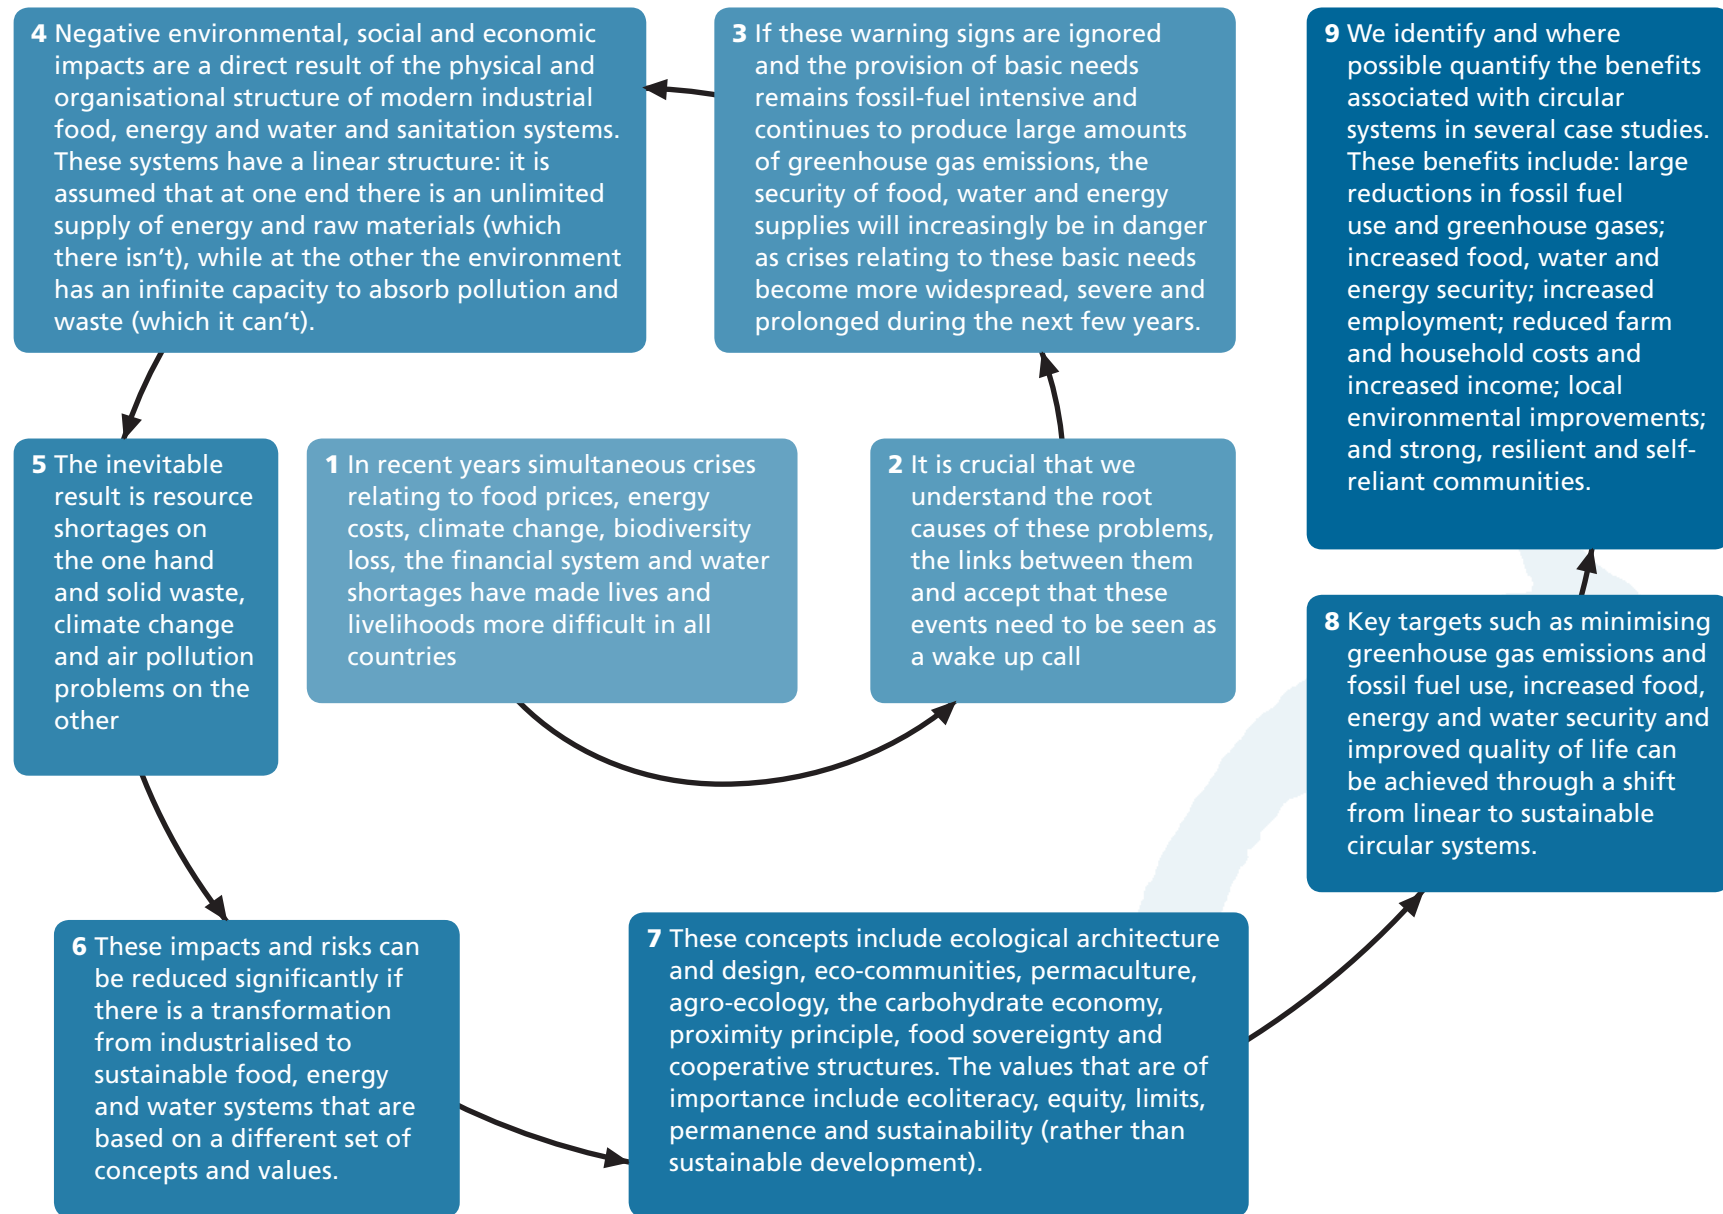 1 In recent years simultaneous crises
relating to food prices, energy
costs, climate change, biodiversity
loss, the financial system and water
shortages have made lives and
livelihoods more difficult in all
countries
2 It is crucial that we
understand the root
causes of these problems,
the links between them
and accept that these
events need to be seen as
a wake up call
3 If these warning signs are ignored
and the provision of basic needs
remains fossil-fuel intensive and
continues to produce large amounts
of greenhouse gas emissions, the
security of food, water and energy
supplies will increasingly be in danger
as crises relating to these basic needs
become more widespread, severe and
prolonged during the next few years.
4 Negative environmental, social and economic
impacts are a direct result of the physical and
organisational structure of modern industrial
food, energy and water and sanitation systems.
These systems have a linear structure: it is
assumed that at one end there is an unlimited
supply of energy and raw materials (which
there isn't), while at the other the environment
has an infinite capacity to absorb pollution and
waste (which it can't).
5 The inevitable
result is resource
shortages on
the one hand
and solid waste,
climate change
and air pollution
problems on the
other
6 These impacts and risks can
be reduced significantly if
there is a transformation
from industrialised to
sustainable food, energy
and water systems that are
based on a different set of
concepts and values.
7 These concepts include ecological architecture
and design, eco-communities, permaculture,
agro-ecology, the carbohydrate economy,
proximity principle, food sovereignty and
cooperative structures. The values that are of
importance include ecoliteracy, equity, limits,
permanence and sustainability (rather than
sustainable development).
8 Key targets such as minimising
greenhouse gas emissions and
fossil fuel use, increased food,
energy and water security and
improved quality of life can
be achieved through a shift
from linear to sustainable
circular systems.
9 We identify and where
possible quantify the benefits
associated with circular
systems in several case studies.
These benefits include: large
reductions in fossil fuel
use and greenhouse gases;
increased food, water and
energy security; increased
employment; reduced farm
and household costs and
increased income; local
environmental improvements;
and strong, resilient and self-
reliant communities.